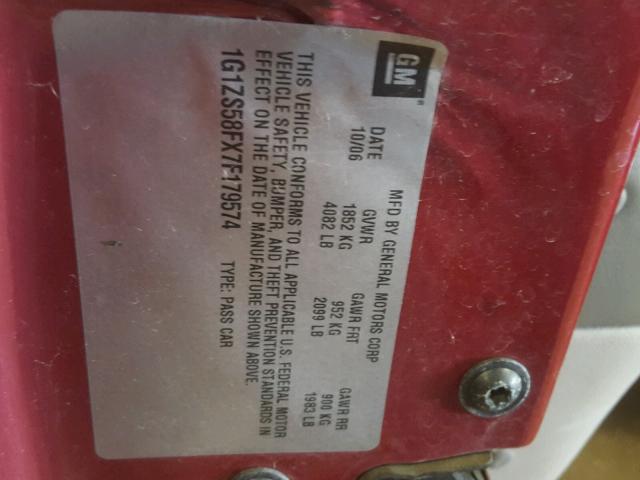 GM®
MFD BY GENERAL MOTORS CORP
DATE GVWR GAWR FRT GAWR RR
10/06 1852 KG 952 KG 900 KG
4082 LB 2099 LB 1983 LB
THIS VEHICLE CONFORMS TO ALL APPLICABLE U.S. FEDERAL MOTOR
VEHICLE SAFETY, BUMPER, AND THEFT PREVENTION STANDARDS IN
EFFECT ON THE DATE OF MANUFACTURE SHOWN ABOVE.
1G1ZS58FX7F179574 TYPE: PASS CAR